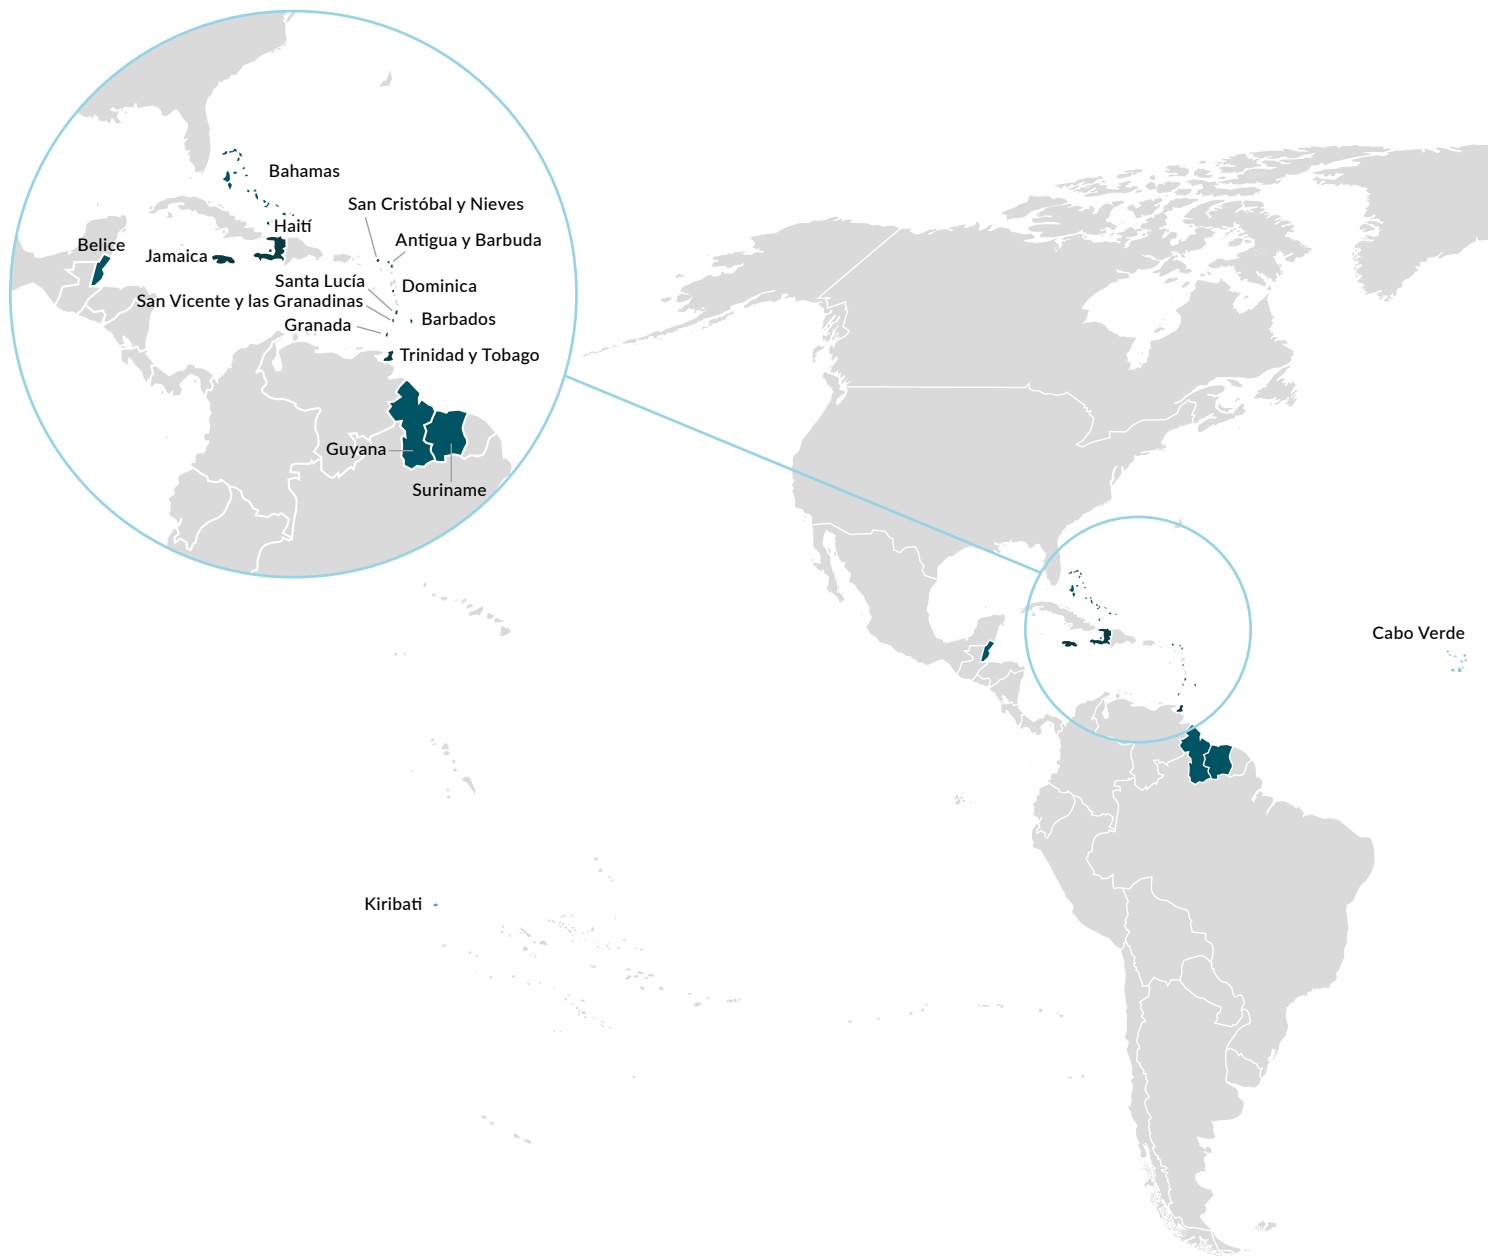 Bahamas
San Cristóbal y Nieves
Haití
Antigua y Barbuda
Belice
Jamaica
Santa Lucía
Dominica
San Vicente y las Granadinas
Barbados
Granada
Trinidad y Tobago
Guyana
Suriname
Cabo Verde
Kiribati